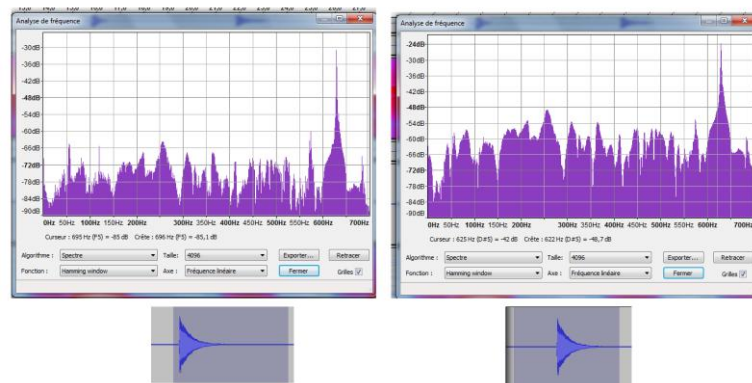 Analyse de fréquence
-30dB
-36dB
-42dB
-48dB
-54dB
-60dB
-66dB
-72dB
-78dB
-84dB
-90dB
0Hz 50Hz 100Hz 150Hz 200Hz 300Hz 350Hz 400Hz 450Hz 500Hz 550Hz 600Hz 700Hz
Curseur : 695 Hz (F5) = -85 dB Crête : 696 Hz (F5) = -85,1 dB
Algorithme : Spectre Taille: 4096 Exporter... Retracer
Fonction : Hamming window Axe : Fréquence linéaire Fermer Grilles
Analyse de fréquence
-24dB
-30dB
-36dB
-42dB
-48dB
-54dB
-60dB
-66dB
-72dB
-78dB
-84dB
-90dB
0Hz 50Hz 100Hz 150Hz 200Hz 300Hz 350Hz 400Hz 450Hz 500Hz 550Hz 600Hz 700Hz
Curseur : 625 Hz (D#5) = -42 dB Crête : 622 Hz (D#5) = -48,7 dB
Algorithme : Spectre Taille: 4096 Exporter... Retracer
Fonction : Hamming window Axe : Fréquence linéaire Fermer Grilles